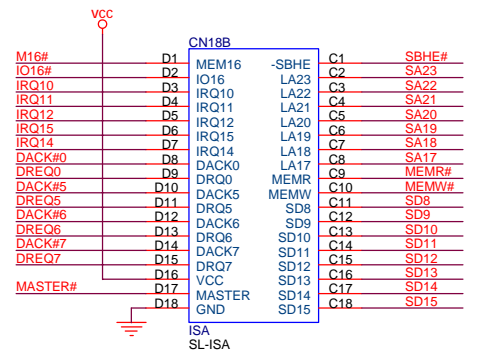 VCC
CN18B
M16# D1 MEM16 -SBHE C1 SBHE#
IO16# D2 IO16 LA23 C2 SA23
IRQ10 D3 IRQ10 LA22 C3 SA22
IRQ11 D4 IRQ11 LA21 C4 SA21
IRQ12 D5 IRQ12 LA20 C5 SA20
IRQ15 D6 IRQ15 LA19 C6 SA19
IRQ14 D7 IRQ14 LA18 C7 SA18
DACK#0 D8 DACK0 LA17 C8 SA17
DREQ0 D9 DRQ0 MEMR C9 MEMR#
DACK#5 D10 DACK5 MEMW C10 MEMW#
DREQ5 D11 DRQ5 SD8 C11 SD8
DACK#6 D12 DACK6 SD9 C12 SD9
DREQ6 D13 DRQ6 SD10 C13 SD10
DACK#7 D14 DACK7 SD11 C14 SD11
DREQ7 D15 DRQ7 SD12 C15 SD12
D16 VCC SD13 C16 SD13
MASTER# D17 MASTER SD14 C17 SD14
D18 GND SD15 C18 SD15
ISA
SL-ISA